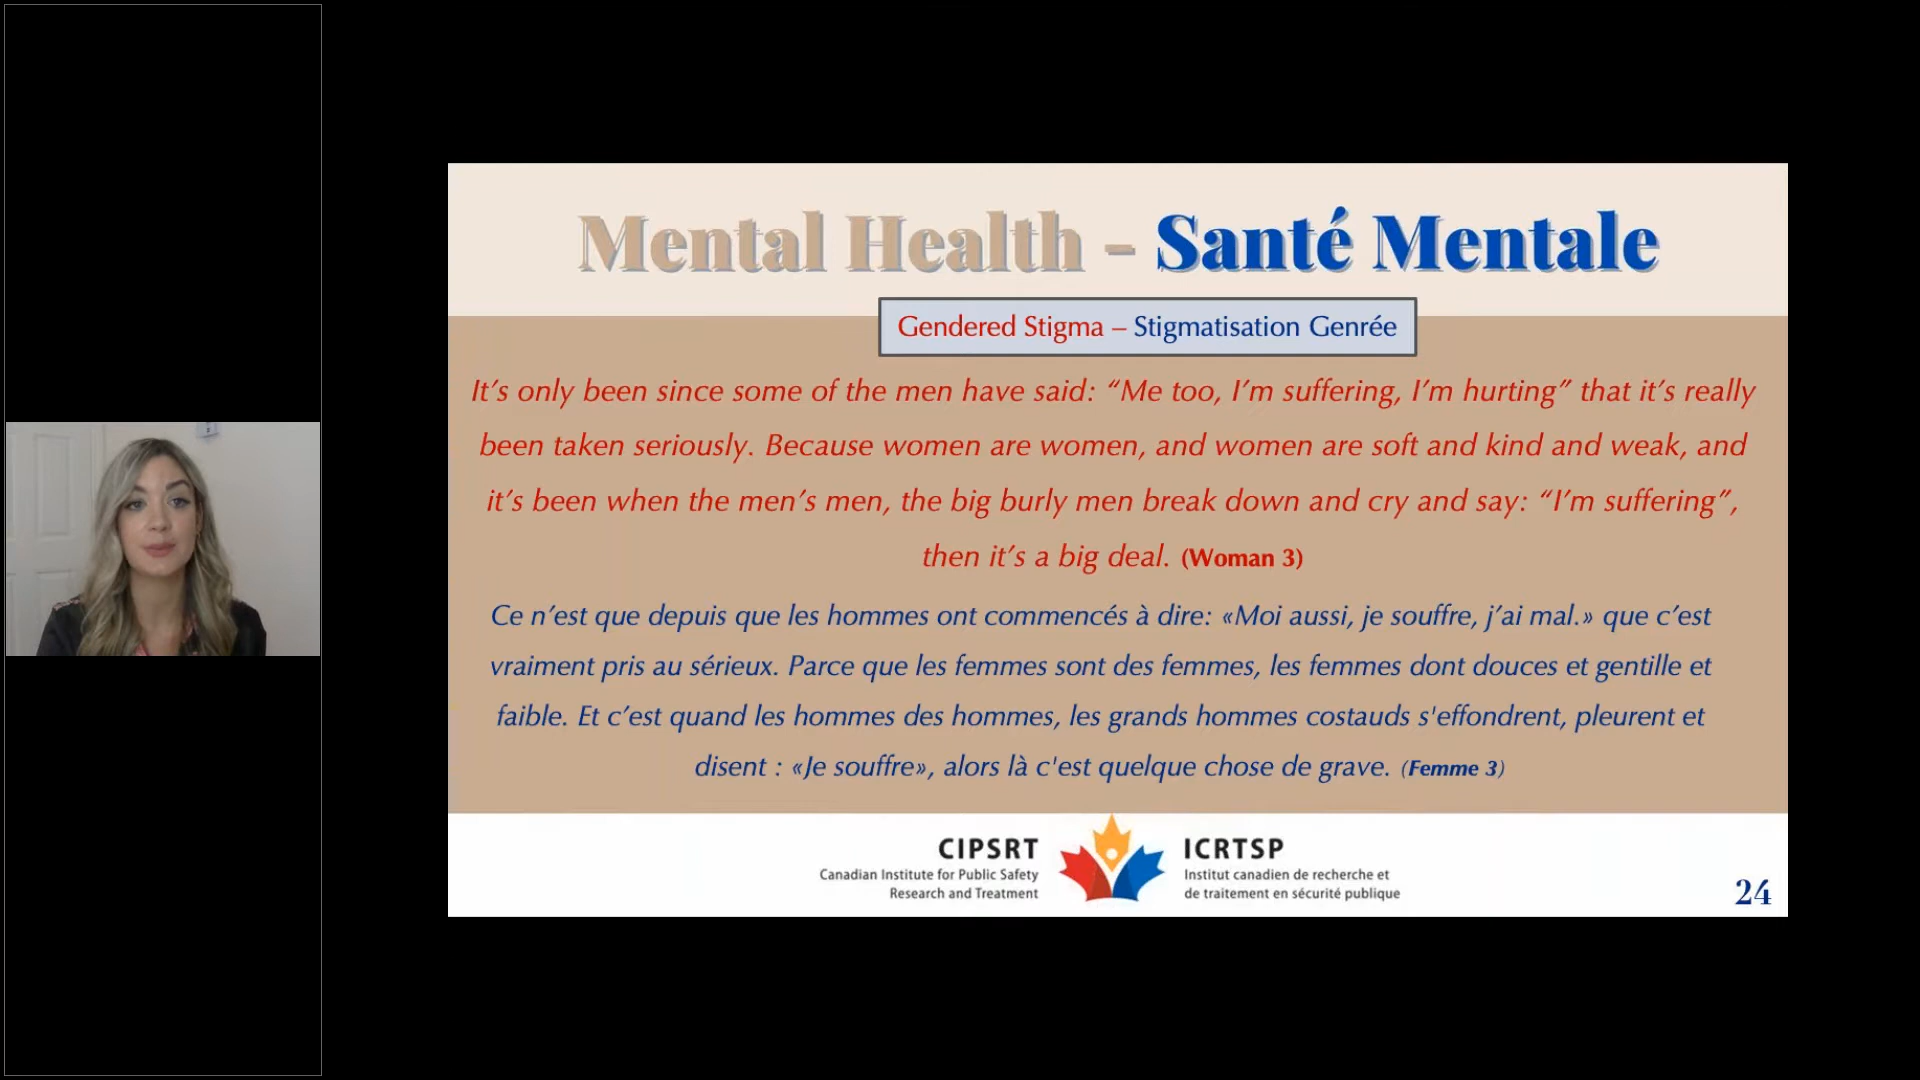 Mental Health - Santé Mentale
Gendered Stigma – Stigmatisation Genrée
It’s only been since some of the men have said: “Me too, I’m suffering, I’m hurting” that it’s really
been taken seriously. Because women are women, and women are soft and kind and weak, and
it’s been when the men’s men, the big burly men break down and cry and say: “I’m suffering”,
then it’s a big deal. (Woman 3)
Ce n’est que depuis que les hommes ont commencés à dire: «Moi aussi, je souffre, j’ai mal.» que c’est
vraiment pris au sérieux. Parce que les femmes sont des femmes, les femmes dont douces et gentille et
faible. Et c’est quand les hommes des hommes, les grands hommes costauds s'effondrent, pleurent et
disent : «Je souffre», alors là c'est quelque chose de grave. (Femme 3)
CIPSRT
Canadian Institute for Public Safety
Research and Treatment
ICRTSP
Institut canadien de recherche et
de traitement en sécurité publique
24